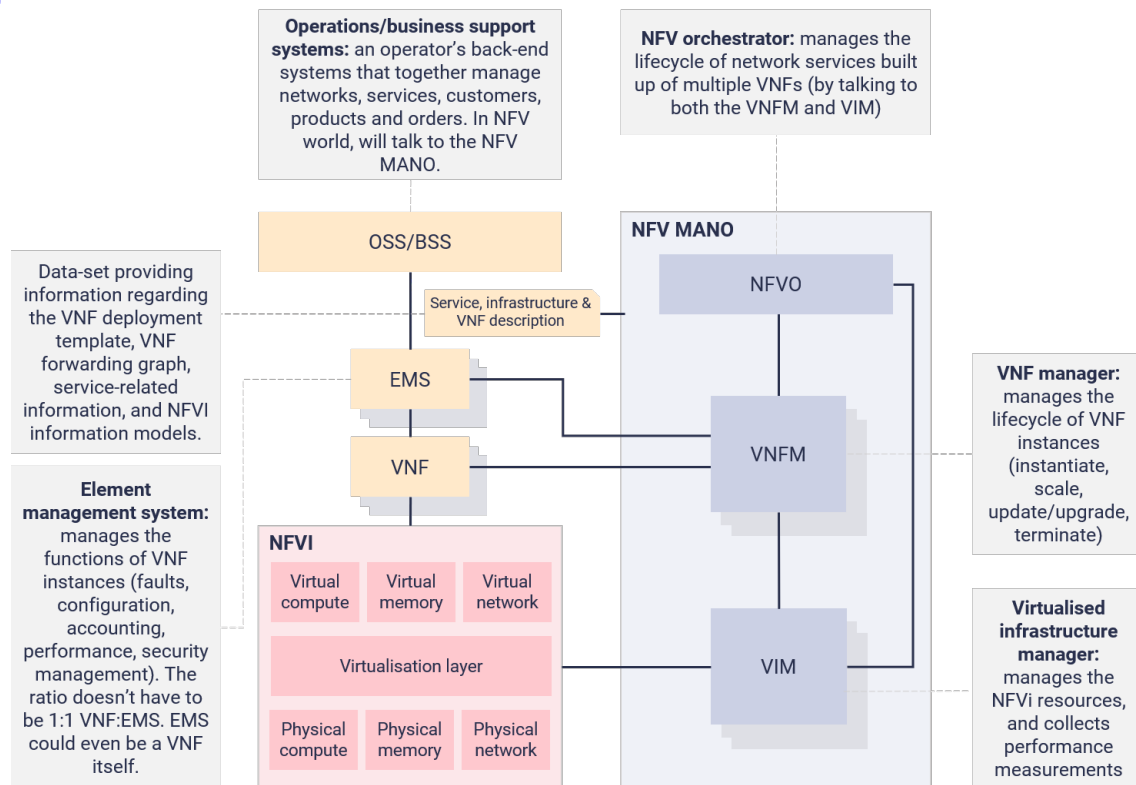 Operations/business support
systems: an operator's back-end
systems that together manage
networks, services, customers,
products and orders. In NFV
world, will talk to the NFV
MANO.
NFV orchestrator: manages the
lifecycle of network services built
up of multiple VNFs (by talking to
both the VNFM and VIM)
OSS/BSS
NFV MANO
NFVO
Data-set providing
information regarding
the VNF deployment
template, VNF
forwarding graph,
service-related
information, and NFVI
information models.
Service, infrastructure &
VNF description
EMS
VNF
VNFM
VNF manager:
manages the
lifecycle of VNF
instances
(instantiate,
scale,
update/upgrade,
terminate)
Element
management system:
manages the
functions of VNF
instances (faults,
configuration,
accounting,
performance, security
management). The
ratio doesn't have to
be 1:1 VNF:EMS. EMS
could even be a VNF
itself.
NFVI
Virtual
compute
Virtual
memory
Virtual
network
Virtualisation layer
Physical
compute
Physical
memory
Physical
network
VIM
Virtualised
infrastructure
manager:
manages the
NFVi resources,
and collects
performance
measurements